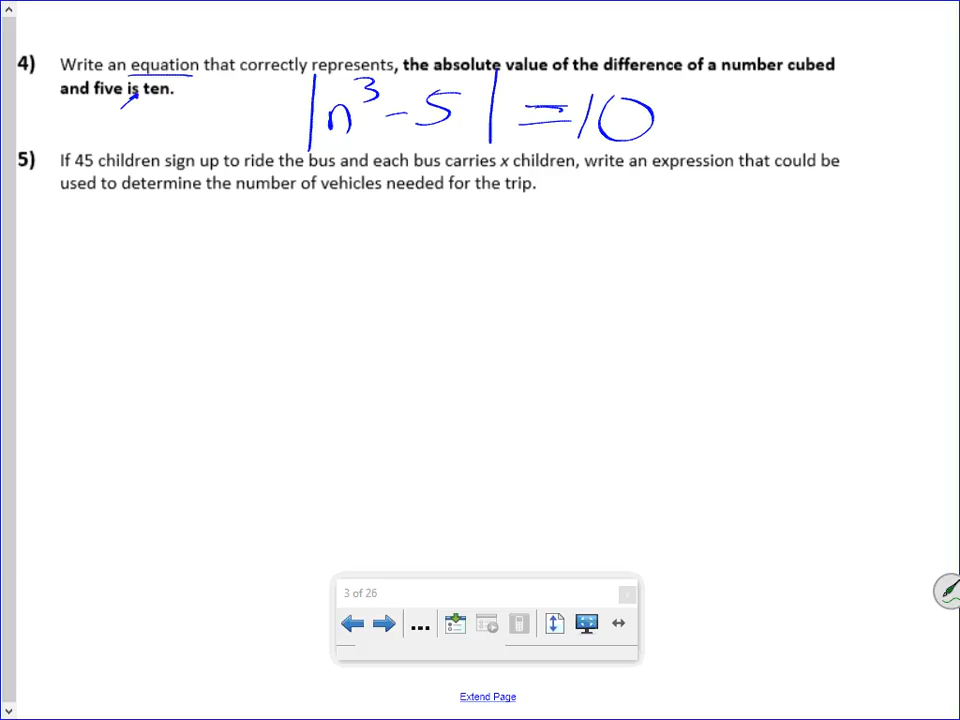 4) Write an equation that correctly represents, the absolute value of the difference of a number cubed
and five is ten.
|n³ - 5| = 10
5) If 45 children sign up to ride the bus and each bus carries x children, write an expression that could be
used to determine the number of vehicles needed for the trip.
3 of 26
...
Extend Page